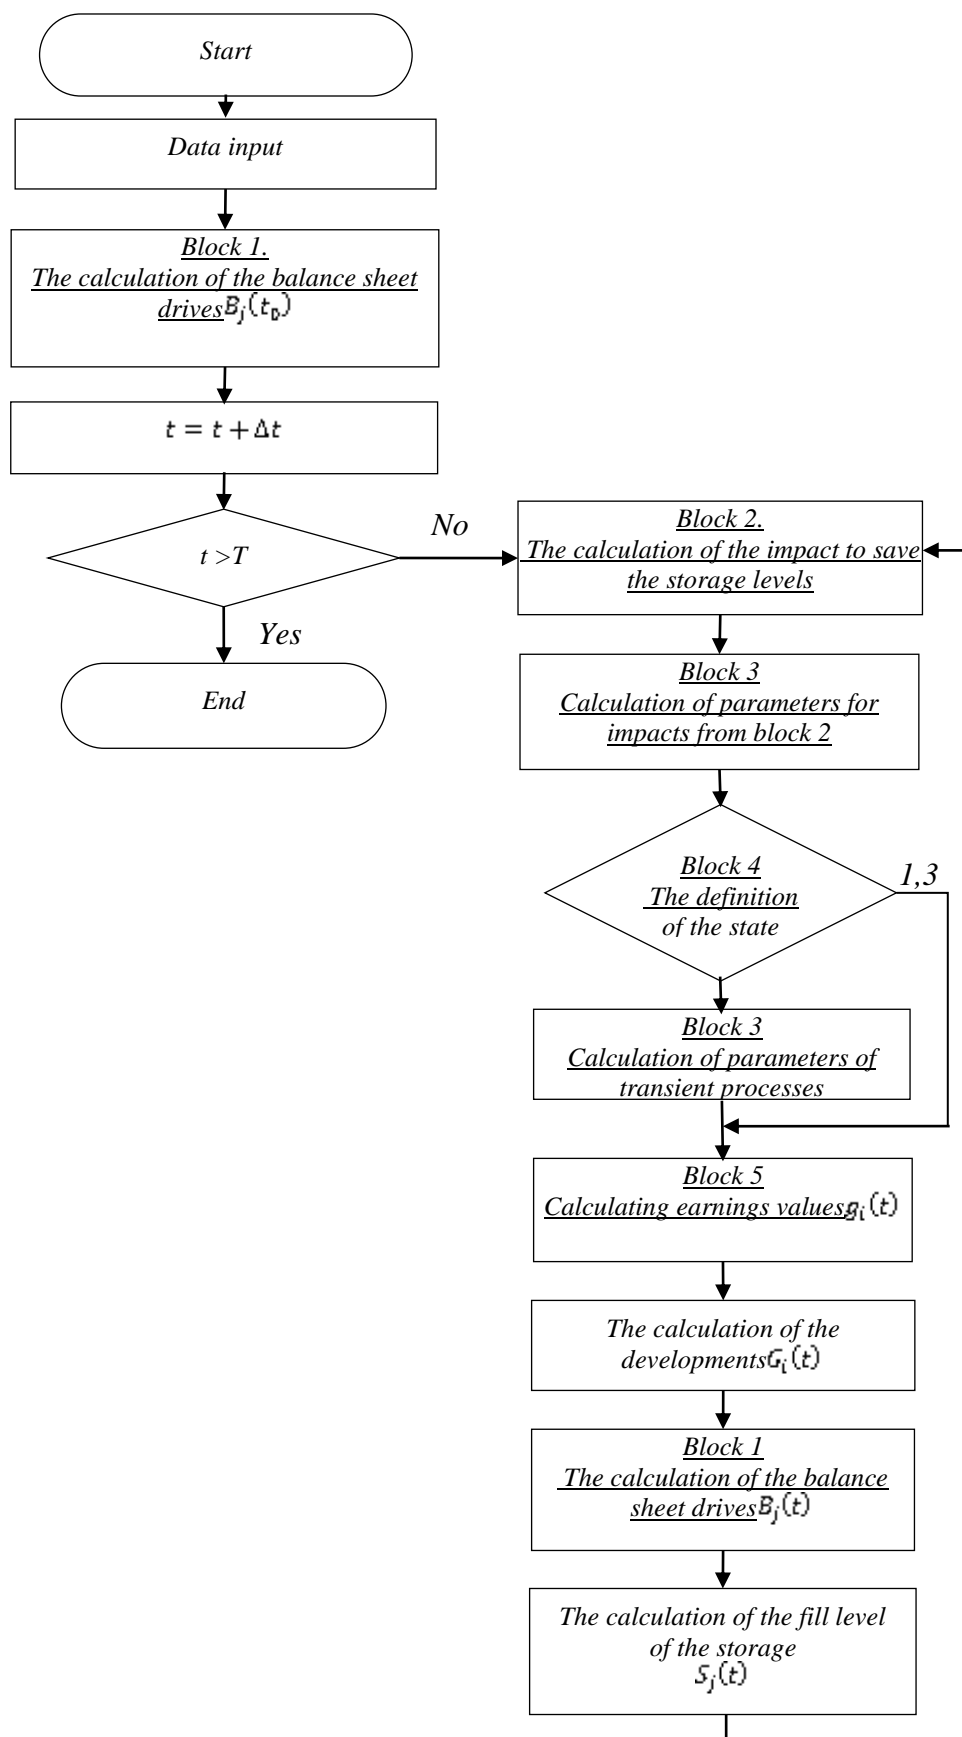 Start
Data input
Block 1.
The calculation of the balance sheet
drives B_j(t_0)
t = t + Δt
t >T
No
Yes
End
Block 2.
The calculation of the impact to save
the storage levels
Block 3
Calculation of parameters for
impacts from block 2
Block 4
The definition
of the state
1,3
Block 3
Calculation of parameters of
transient processes
Block 5
Calculating earnings values g_i(t)
The calculation of the
developments G_i(t)
Block 1
The calculation of the balance
sheet drives B_j(t)
The calculation of the fill level
of the storage
S_j(t)